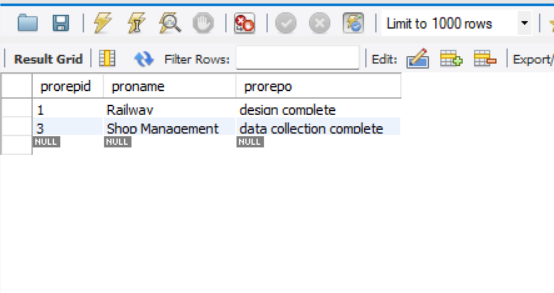 Limit to 1000 rows
Result Grid Filter Rows: Edit: Export/
prorepid proname prorepo
1 Railway design complete
3 Shop Management data collection complete
NULL NULL NULL